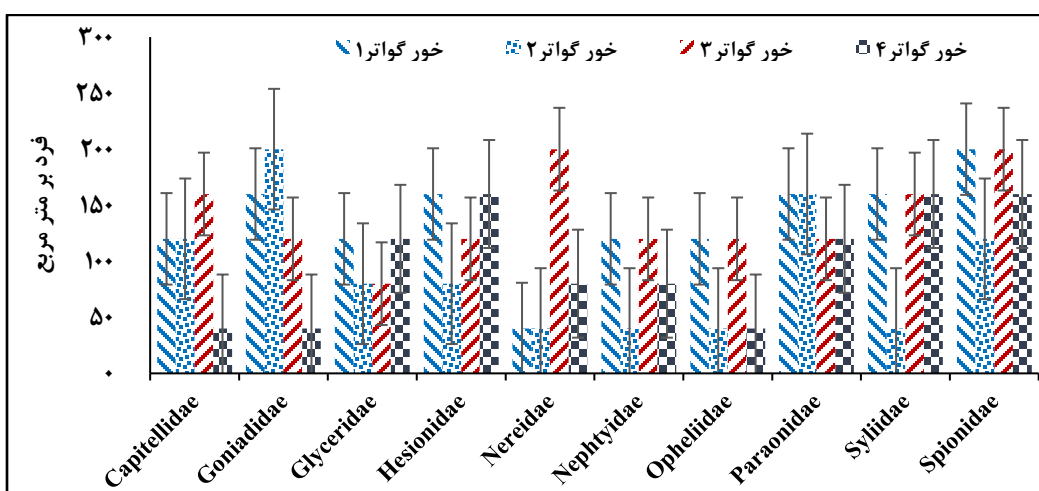 خور گواتر۱ خور گواتر۲ خور گواتر۳ خور گواتر۴
فرد بر متر مربع
۳۰۰
۲۵۰
۲۰۰
۱۵۰
۱۰۰
۵۰
۰
Capitellidae
Goniadidae
Glyceridae
Hesionidae
Nereidae
Nephtyidae
Opheliidae
Paraonidae
Syliidae
Spionidae